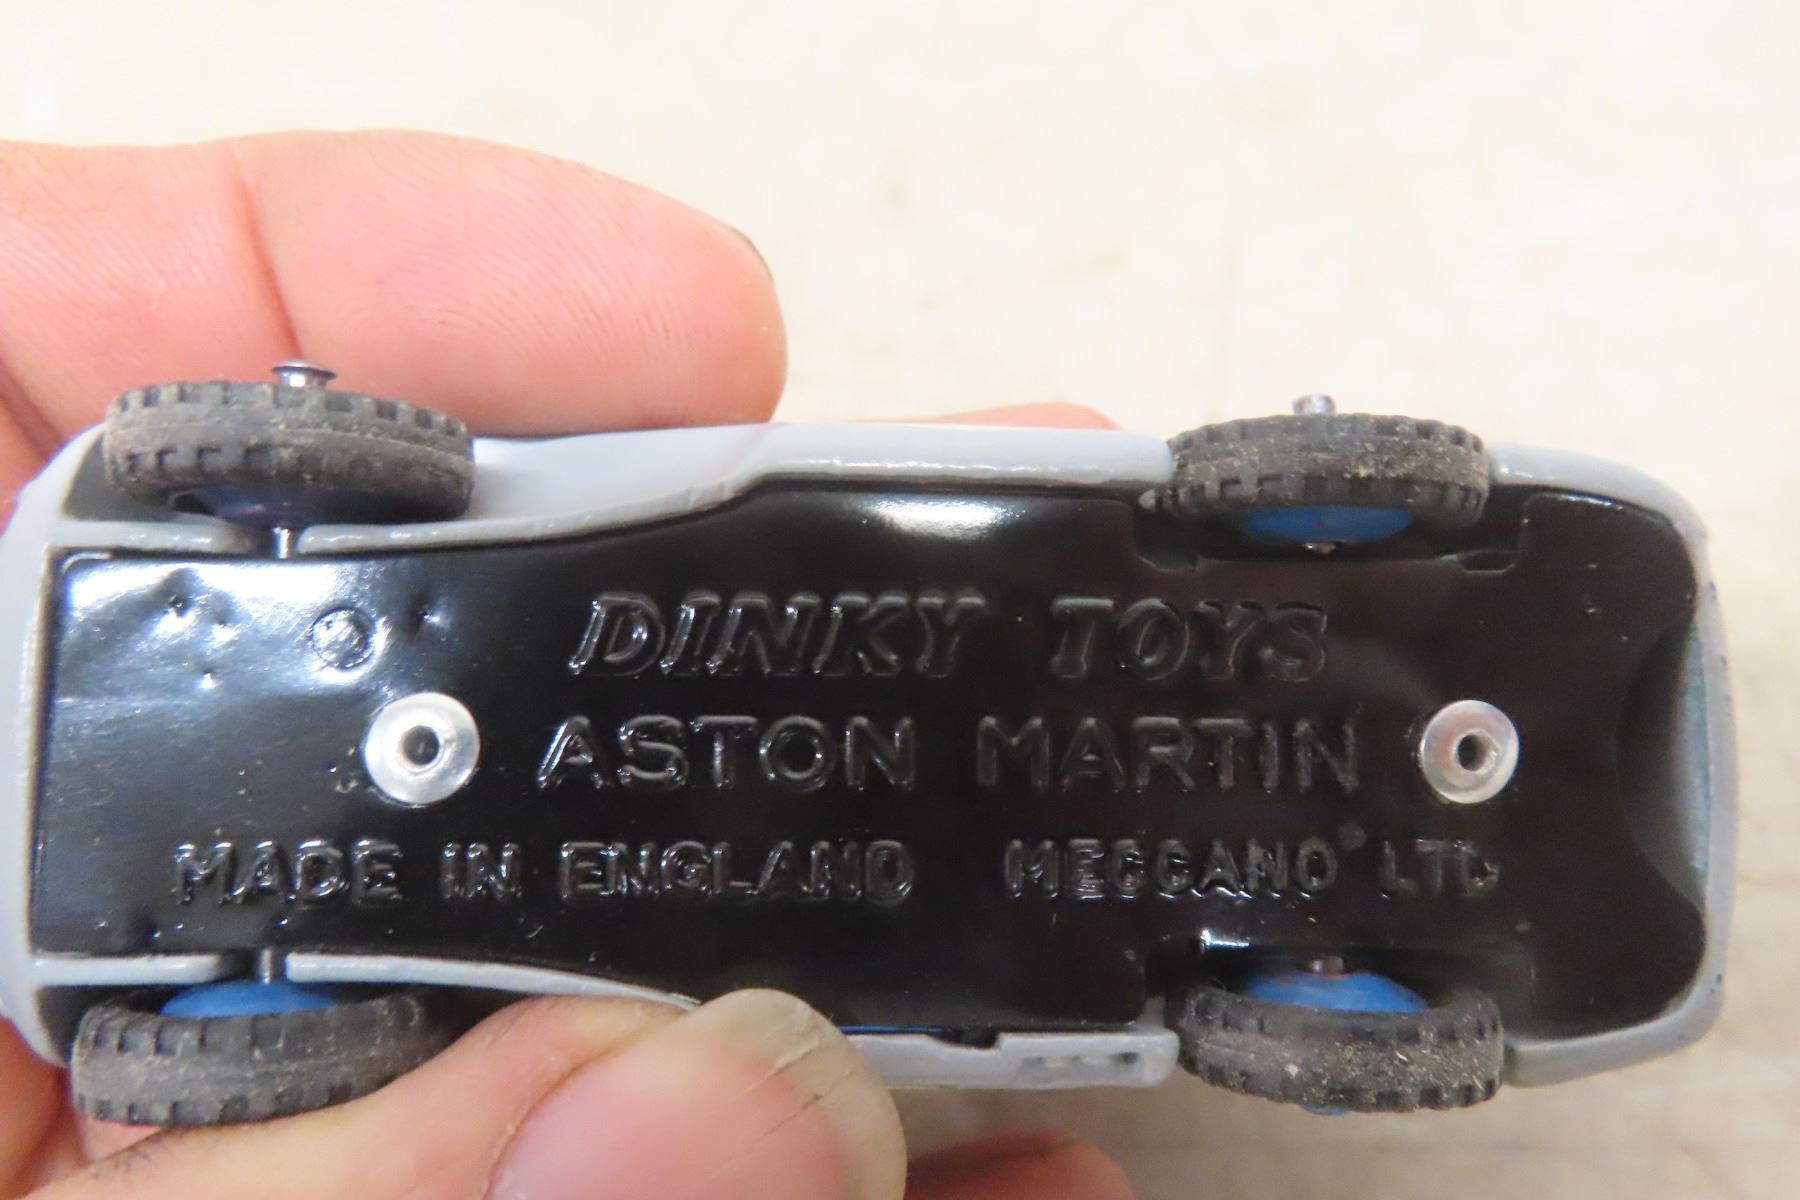 DINKY TOYS
ASTON MARTIN
MADE IN ENGLAND MECCANO LTD